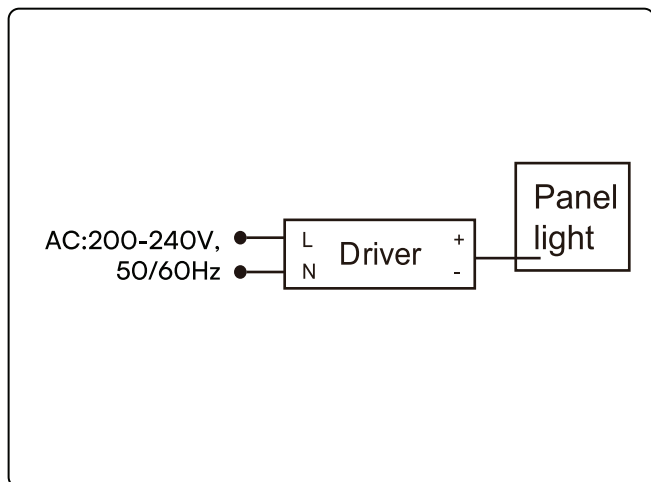 AC:200-240V,
50/60Hz
L
N
Driver
+
-
Panel
light